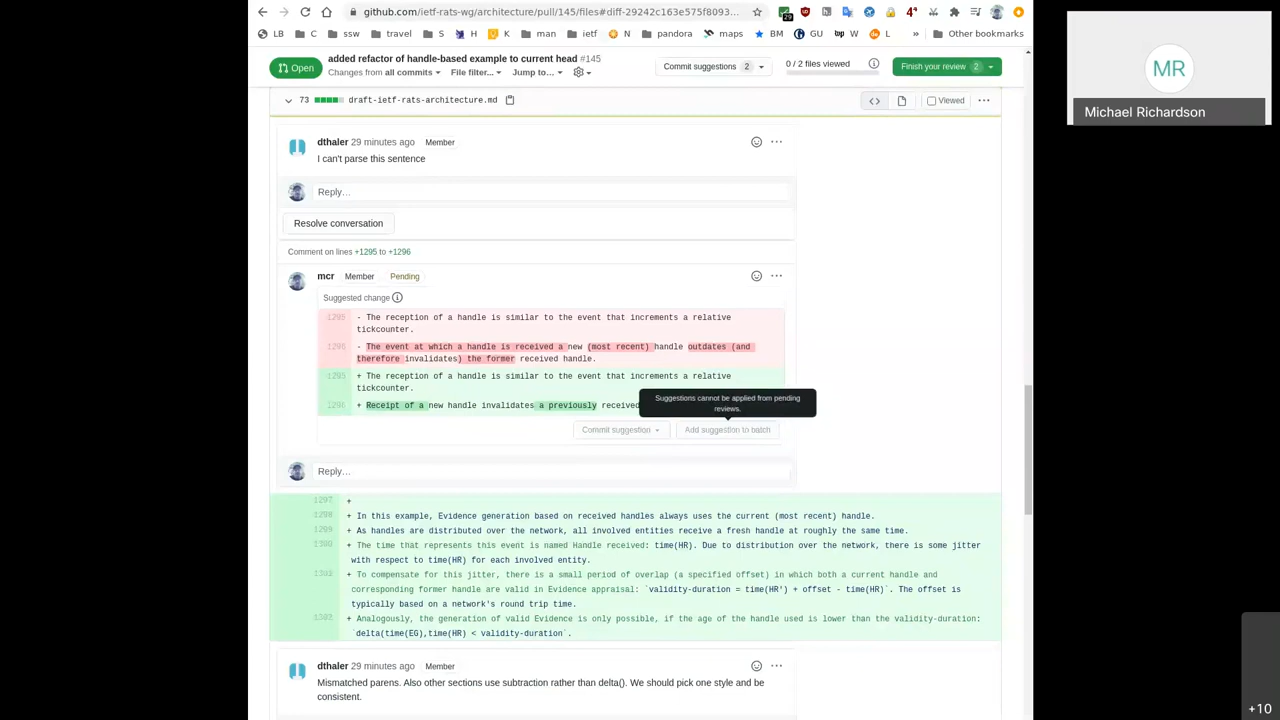 github.com/ietf-rats-wg/architecture/pull/145/files#diff-29242c163e575f8093...
29
4⁹
LB C ssw travel S H K man ietf N pandora maps BM GU W L » Other bookmarks
Open
added refactor of handle-based example to current head #145
Changes from all commits File filter... Jump to...
Commit suggestions 2
0 / 2 files viewed
Finish your review 2
73 draft-ietf-rats-architecture.md
Viewed
dthaler 29 minutes ago Member
I can't parse this sentence
Reply...
Resolve conversation
Comment on lines +1295 to +1296
mcr Member Pending
Suggested change
1295 - The reception of a handle is similar to the event that increments a relative
tickcounter.
1296 - The event at which a handle is received a new (most recent) handle outdates (and
therefore invalidates) the former received handle.
1295 + The reception of a handle is similar to the event that increments a relative
tickcounter.
1296 + Receipt of a new handle invalidates a previously received
Suggestions cannot be applied from pending
reviews.
Commit suggestion Add suggestion to batch
Reply...
1297 +
1298 + In this example, Evidence generation based on received handles always uses the current (most recent) handle.
1299 + As handles are distributed over the network, all involved entities receive a fresh handle at roughly the same time.
1300 + The time that represents this event is named Handle received: time(HR). Due to distribution over the network, there is some jitter
with respect to time(HR) for each involved entity.
+ To compensate for this jitter, there is a small period of overlap (a specified offset) in which both a current handle and
corresponding former handle are valid in Evidence appraisal: `validity-duration = time(HR') + offset - time(HR)`. The offset is
typically based on a network's round trip time.
+ Analogously, the generation of valid Evidence is only possible, if the age of the handle used is lower than the validity-duration:
`delta(time(EG),time(HR) < validity-duration`.
dthaler 29 minutes ago Member
Mismatched parens. Also other sections use subtraction rather than delta(). We should pick one style and be
consistent.
MR
Michael Richardson
+10